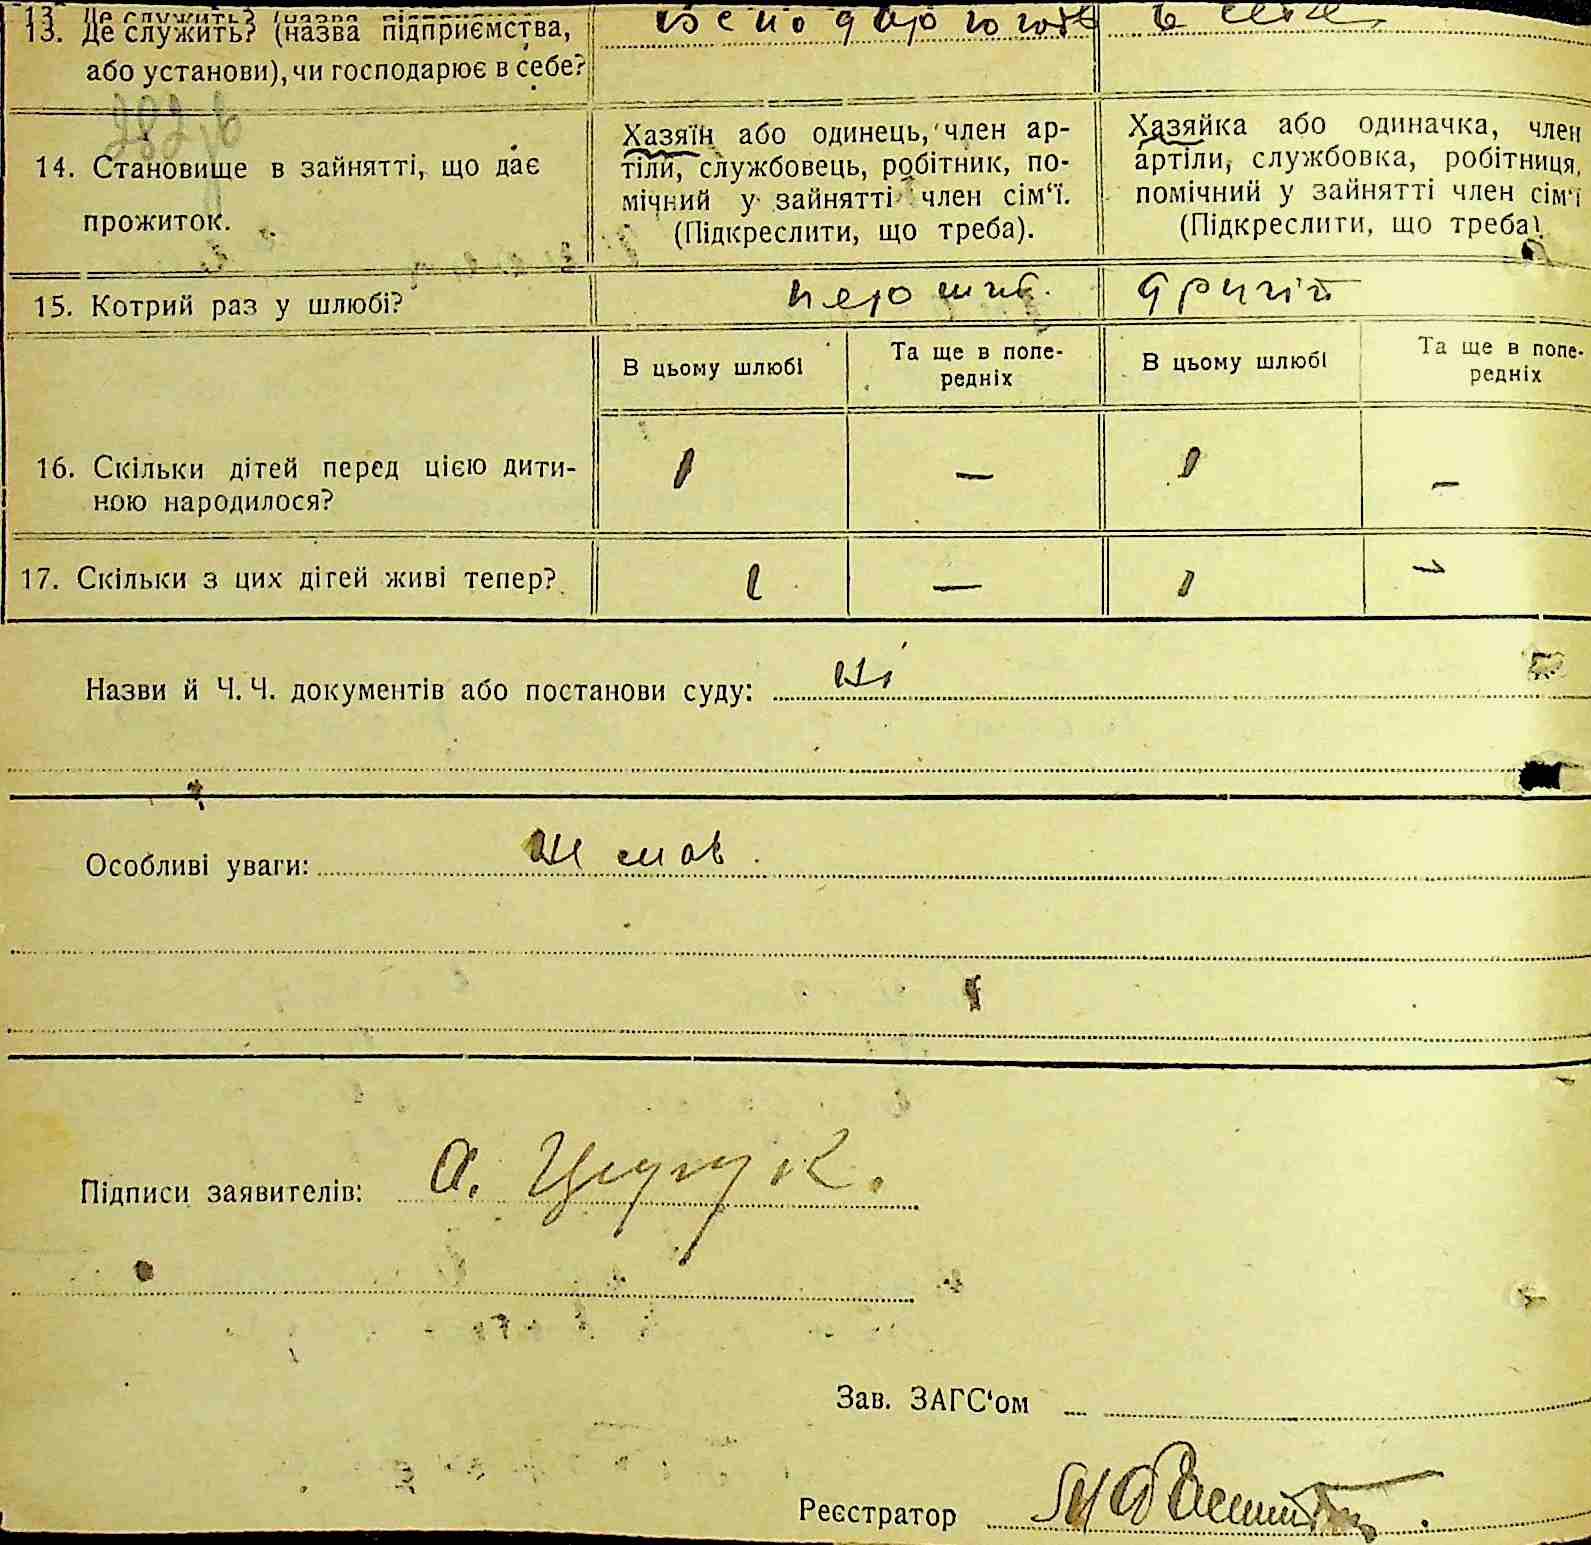 13. Де служить? (назва підприємства,
або установи), чи господарює в себе?
14. Становище в зайнятті, що дає
прожиток.
Хазяїн або одинець, член ар-
тіли, службовець, робітник, по-
мічний у зайнятті член сім‘ї.
(Підкреслити, що треба).
Хазяйка або одиначка, член
артіли, службовка, робітниця,
помічний у зайнятті член сім‘ї
(Підкреслити, що треба)
15. Котрий раз у шлюбі?
перший.
другій
В цьому шлюбі
Та ще в попе-
редніх
В цьому шлюбі
Та ще в попе-
редніх
16. Скільки дітей перед цією дити-
ною народилося?
1 — 1 —
17. Скільки з цих дітей живі тепер?
1 — 1 —
Назви й Ч. Ч. документів або постанови суду: ні
Особливі уваги:
Підписи заявителів: А.
Зав. ЗАГС‘ом
Реєстратор